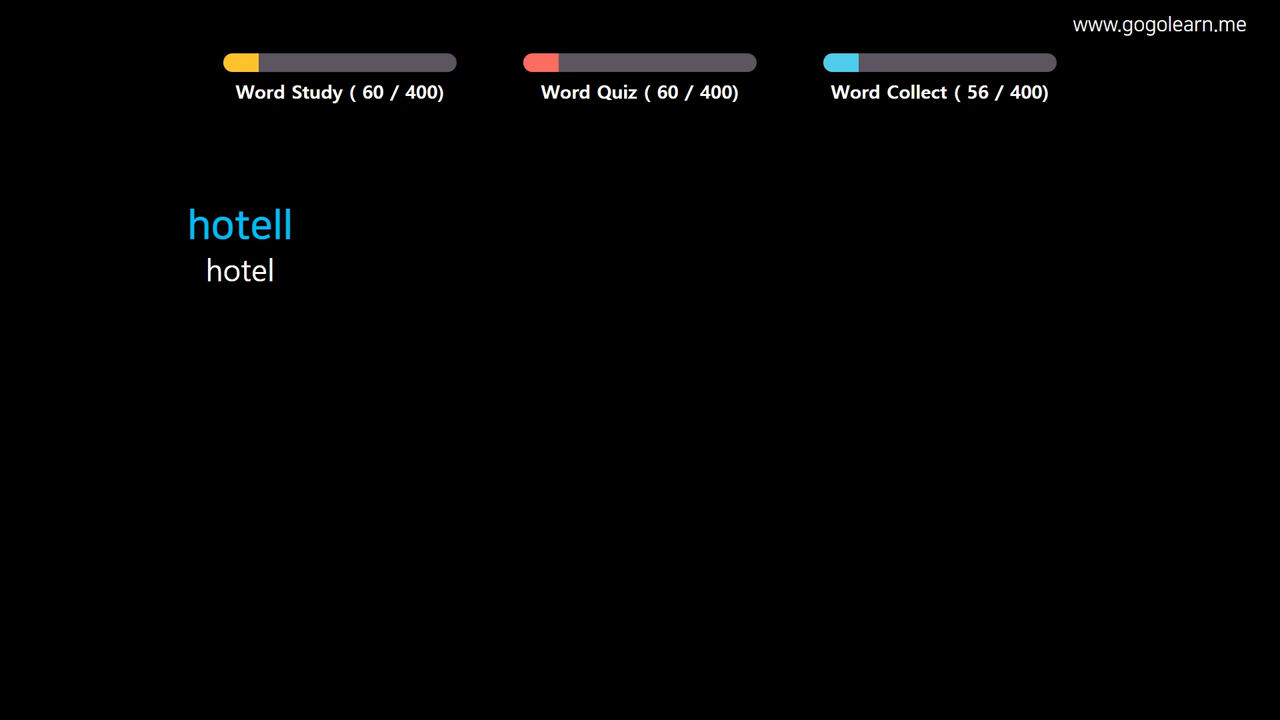 www.gogolearn.me
Word Study ( 60 / 400)
Word Quiz ( 60 / 400)
Word Collect ( 56 / 400)
hotell
hotel